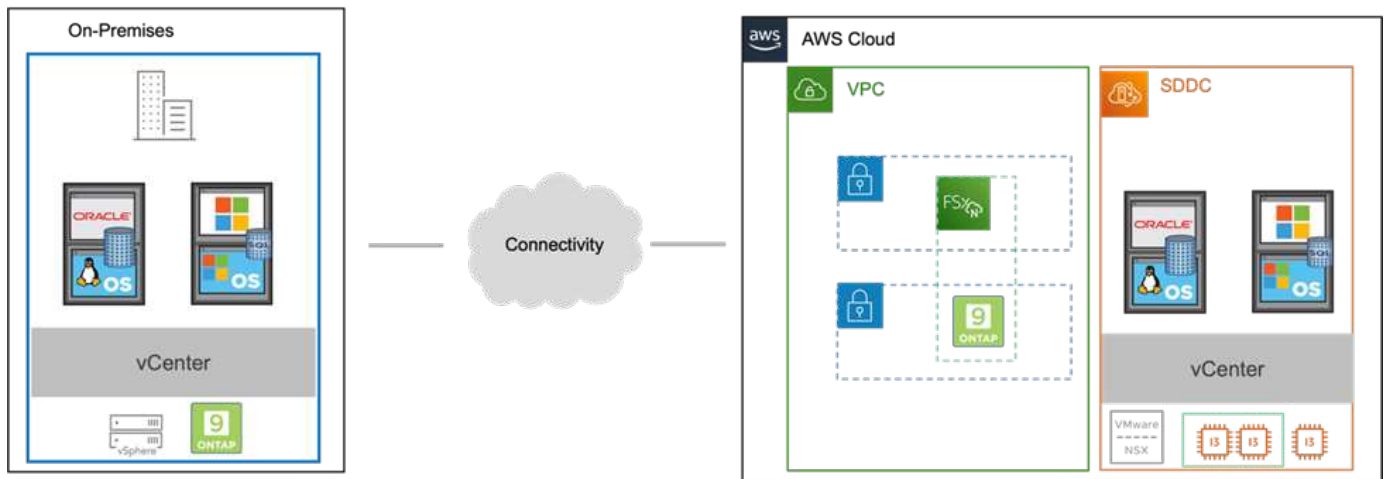 On-Premises
ORACLE
OS
SQL
OS
vCenter
vSphere
9
ONTAP
Connectivity
aws
AWS Cloud
VPC
FSx
N
9
ONTAP
SDDC
ORACLE
OS
SQL
OS
vCenter
VMware
NSX
I3
I3
I3